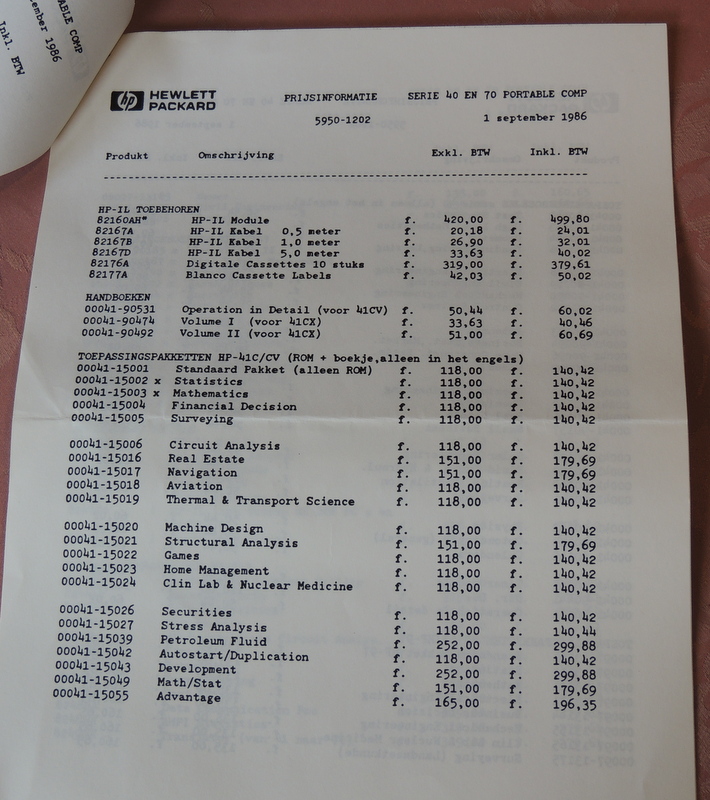 ABLE COMP
ember 1986
Inkl. BTW
hp HEWLETT PACKARD
PRIJSINFORMATIE SERIE 40 EN 70 PORTABLE COMP
5950-1202 1 september 1986
Produkt Omschrijving Exkl. BTW Inkl. BTW
HP-IL TOEBEHOREN
82160AH* HP-IL Module f. 420,00 f. 499,80
82167A HP-IL Kabel 0,5 meter f. 20,18 f. 24,01
82167B HP-IL Kabel 1,0 meter f. 26,90 f. 32,01
82167D HP-IL Kabel 5,0 meter f. 33,63 f. 40,02
82176A Digitale Cassettes 10 stuks f. 319,00 f. 379,61
82177A Blanco Cassette Labels f. 42,03 f. 50,02
HANDBOEKEN
00041-90531 Operation in Detail (voor 41CV) f. 50,44 f. 60,02
00041-90474 Volume I (voor 41CX) f. 33,63 f. 40,46
00041-90492 Volume II (voor 41CX) f. 51,00 f. 60,69
TOEPASSINGSPAKKETTEN HP-41C/CV (ROM + boekje,alleen in het engels)
00041-15001 Standaard Pakket (alleen ROM) f. 118,00 f. 140,42
00041-15002 x Statistics f. 118,00 f. 140,42
00041-15003 x Mathematics f. 118,00 f. 140,42
00041-15004 Financial Decision f. 118,00 f. 140,42
00041-15005 Surveying f. 118,00 f. 140,42
00041-15006 Circuit Analysis f. 118,00 f. 140,42
00041-15016 Real Estate f. 151,00 f. 179,69
00041-15017 Navigation f. 151,00 f. 179,69
00041-15018 Aviation f. 118,00 f. 140,42
00041-15019 Thermal & Transport Science f. 118,00 f. 140,42
00041-15020 Machine Design f. 118,00 f. 140,42
00041-15021 Structural Analysis f. 151,00 f. 179,69
00041-15022 Games f. 118,00 f. 140,42
00041-15023 Home Management f. 118,00 f. 140,42
00041-15024 Clin Lab & Nuclear Medicine f. 118,00 f. 140,42
00041-15026 Securities f. 118,00 f. 140,42
00041-15027 Stress Analysis f. 118,00 f. 140,44
00041-15039 Petroleum Fluid f. 252,00 f. 299,88
00041-15042 Autostart/Duplication f. 118,00 f. 140,42
00041-15043 Development f. 252,00 f. 299,88
00041-15049 Math/Stat f. 151,00 f. 179,69
00041-15055 Advantage f. 165,00 f. 196,35